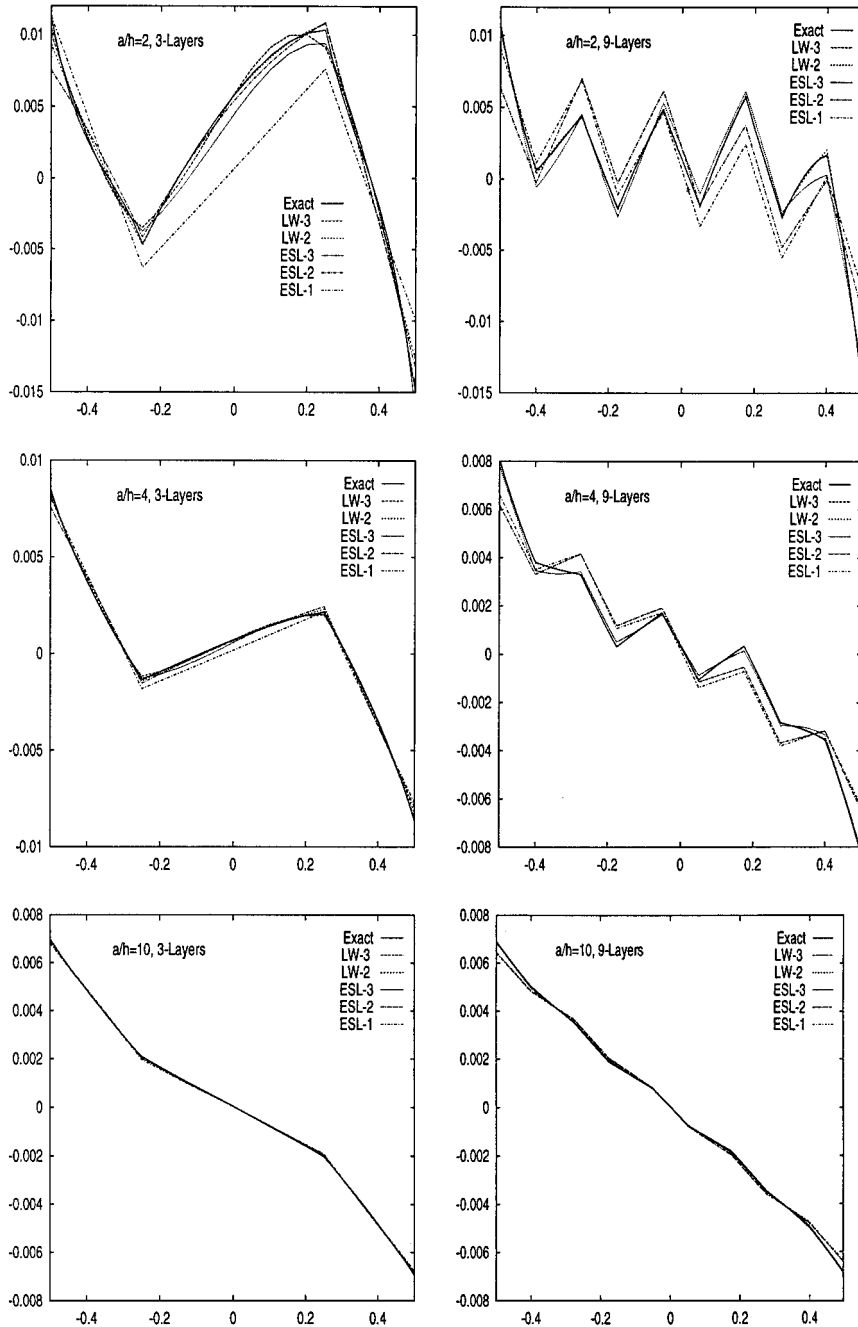 0.01
0.005
0
-0.005
-0.01
-0.015
-0.4
-0.2
0
0.2
0.4
a/h=2, 3-Layers
Exact
LW-3
LW-2
ESL-3
ESL-2
ESL-1
0.01
0.005
0
-0.005
-0.01
-0.015
-0.4
-0.2
0
0.2
0.4
a/h=2, 9-Layers
Exact
LW-3
LW-2
ESL-3
ESL-2
ESL-1
0.01
0.005
0
-0.005
-0.01
-0.4
-0.2
0
0.2
0.4
a/h=4, 3-Layers
Exact
LW-3
LW-2
ESL-3
ESL-2
ESL-1
0.008
0.006
0.004
0.002
0
-0.002
-0.004
-0.006
-0.008
-0.4
-0.2
0
0.2
0.4
a/h=4, 9-Layers
Exact
LW-3
LW-2
ESL-3
ESL-2
ESL-1
0.008
0.006
0.004
0.002
0
-0.002
-0.004
-0.006
-0.008
-0.4
-0.2
0
0.2
0.4
a/h=10, 3-Layers
Exact
LW-3
LW-2
ESL-3
ESL-2
ESL-1
0.008
0.006
0.004
0.002
0
-0.002
-0.004
-0.006
-0.008
-0.4
-0.2
0
0.2
0.4
a/h=10, 9-Layers
Exact
LW-3
LW-2
ESL-3
ESL-2
ESL-1